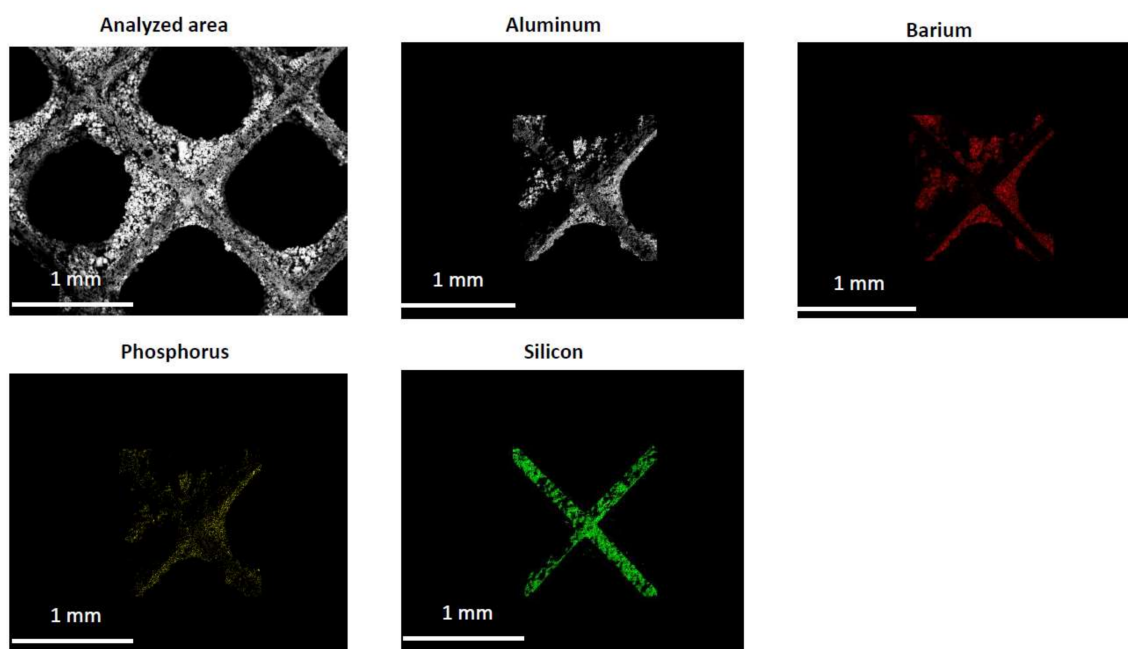 Analyzed area
Aluminum
Barium
1 mm
1 mm
1 mm
Phosphorus
Silicon
1 mm
1 mm